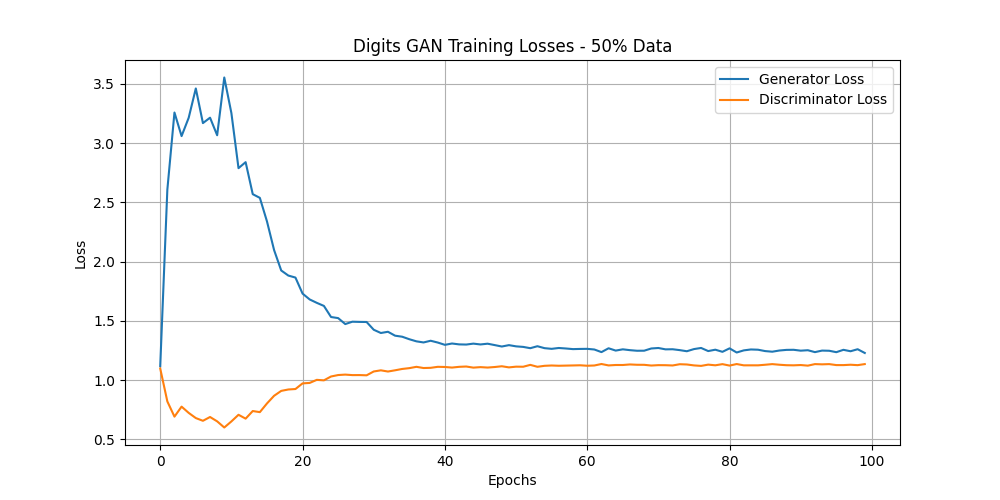 Digits GAN Training Losses - 50% Data
Generator Loss
Discriminator Loss
3.5
3.0
2.5
2.0
1.5
1.0
0.5
Loss
0
20
40
60
80
100
Epochs